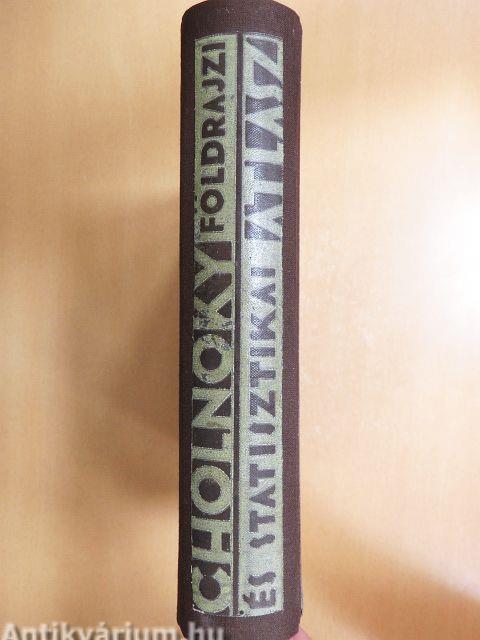 CHOLNOKY FÖLDRAJZI
ÉS STATISZTIKAI ATLASZ
Antikvárium.hu